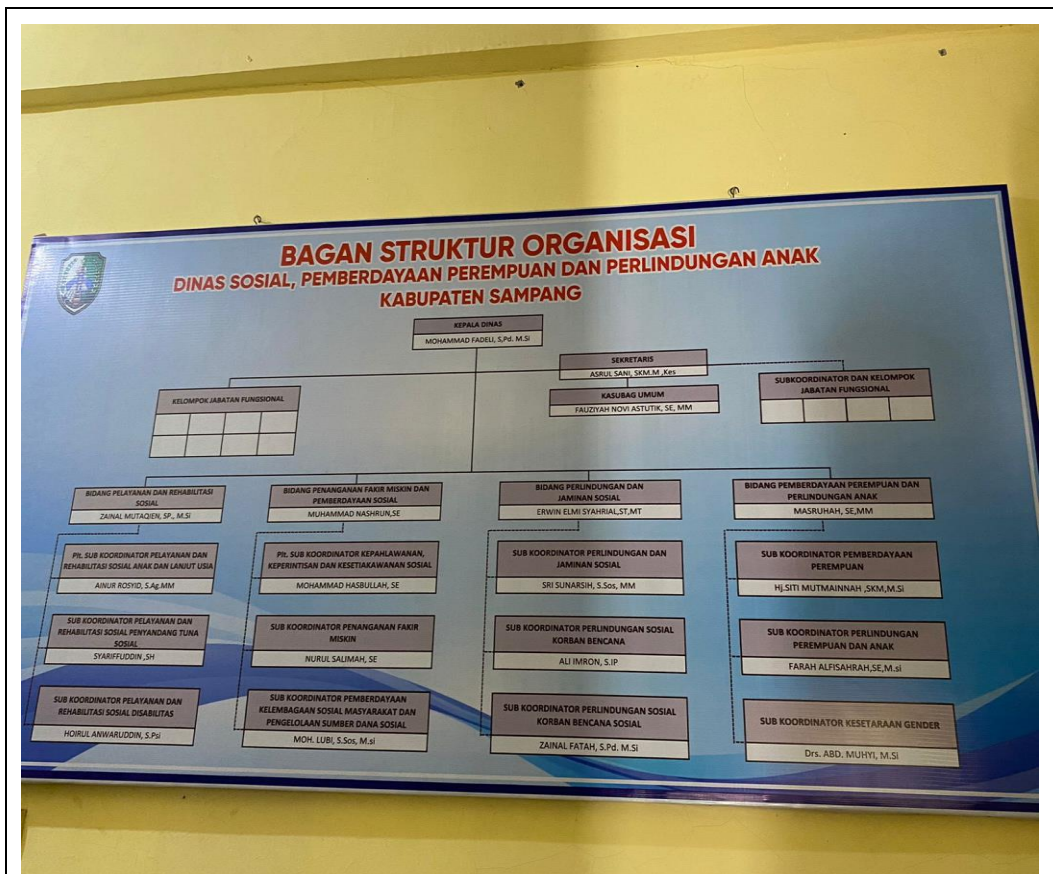 BAGAN STRUKTUR ORGANISASI
DINAS SOSIAL, PEMBERDAYAAN PEREMPUAN DAN PERLINDUNGAN ANAK
KABUPATEN SAMPANG
KEPALA DINAS
MOHAMMAD FADELI, S,Pd. M.Si
SEKRETARIS
ASRUL SANI, SKM.M ,Kes
KASUBAG UMUM
FAUZIYAH NOVI ASTUTIK, SE, MM
KELOMPOK JABATAN FUNGSIONAL
SUBKOORDINATOR DAN KELOMPOK
JABATAN FUNGSIONAL
BIDANG PELAYANAN DAN REHABILITASI
SOSIAL
ZAINAL MUTAQIEN, SP., M.Si
Plt. SUB KOORDINATOR PELAYANAN DAN
REHABILITASI SOSIAL ANAK DAN LANJUT USIA
AINUR ROSYID, S.Ag.MM
SUB KOORDINATOR PELAYANAN DAN
REHABILITASI SOSIAL PENYANDANG TUNA
SOSIAL
SYARIFFUDDIN ,SH
SUB KOORDINATOR PELAYANAN DAN
REHABILITASI SOSIAL DISABILITAS
HOIRUL ANWARUDDIN, S.Psi
BIDANG PENANGANAN FAKIR MISKIN DAN
PEMBERDAYAAN SOSIAL
MUHAMMAD NASHRUN,SE
Plt. SUB KOORDINATOR KEPAHLAWANAN,
KEPERINTISAN DAN KESETIAKAWANAN SOSIAL
MOHAMMAD HASBULLAH, SE
SUB KOORDINATOR PENANGANAN FAKIR
MISKIN
NURUL SALIMAH, SE
SUB KOORDINATOR PEMBERDAYAAN
KELEMBAGAAN SOSIAL MASYARAKAT DAN
PENGELOLAAN SUMBER DANA SOSIAL
MOH. LUBI, S.Sos, M.si
BIDANG PERLINDUNGAN DAN
JAMINAN SOSIAL
ERWIN ELMI SYAHRIAL,ST,MT
SUB KOORDINATOR PERLINDUNGAN DAN
JAMINAN SOSIAL
SRI SUNARSIH, S.Sos, MM
SUB KOORDINATOR PERLINDUNGAN SOSIAL
KORBAN BENCANA
ALI IMRON, S.IP
SUB KOORDINATOR PERLINDUNGAN SOSIAL
KORBAN BENCANA SOSIAL
ZAINAL FATAH, S.Pd. M.Si
BIDANG PEMBERDAYAAN PEREMPUAN DAN
PERLINDUNGAN ANAK
MASRUHAH, SE,MM
SUB KOORDINATOR PEMBERDAYAAN
PEREMPUAN
Hj.SITI MUTMAINNAH ,SKM,M.Si
SUB KOORDINATOR PERLINDUNGAN
PEREMPUAN DAN ANAK
FARAH ALFISAHRAH,SE,M.si
SUB KOORDINATOR KESETARAAN GENDER
Drs. ABD. MUHYI, M.Si